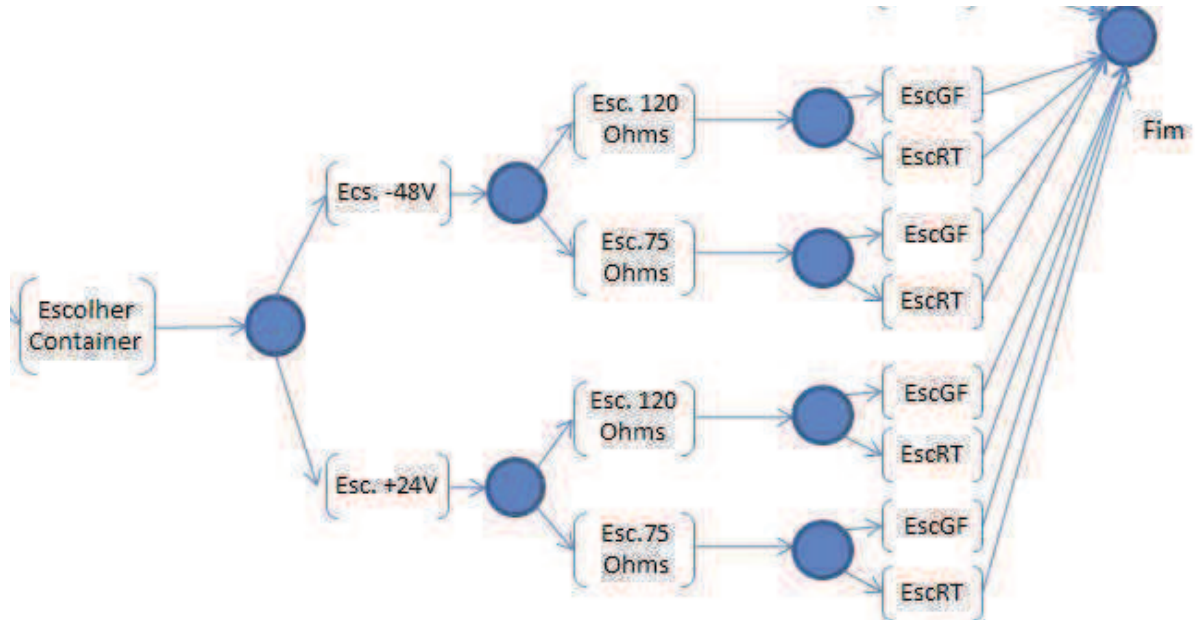 Esc. 120
Ohms
EscGF
EscRT
Fim
Ecs. -48V
Esc.75
Ohms
EscGF
EscRT
Escolher
Container
Esc. 120
Ohms
EscGF
EscRT
Esc. +24V
Esc.75
Ohms
EscGF
EscRT